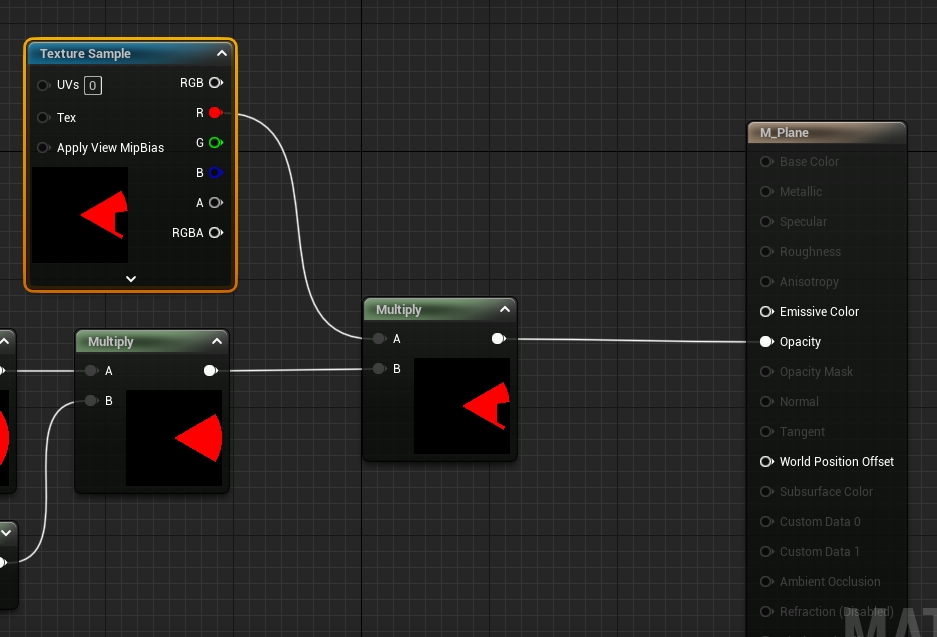 Texture Sample
UVs 0
RGB
R
Tex
G
Apply View MipBias
B
A
RGBA
Multiply
A
B
Multiply
A
B
M_Plane
Base Color
Metallic
Specular
Roughness
Anisotropy
Emissive Color
Opacity
Opacity Mask
Normal
Tangent
World Position Offset
Subsurface Color
Custom Data 0
Custom Data 1
Ambient Occlusion
Refraction (Disabled)